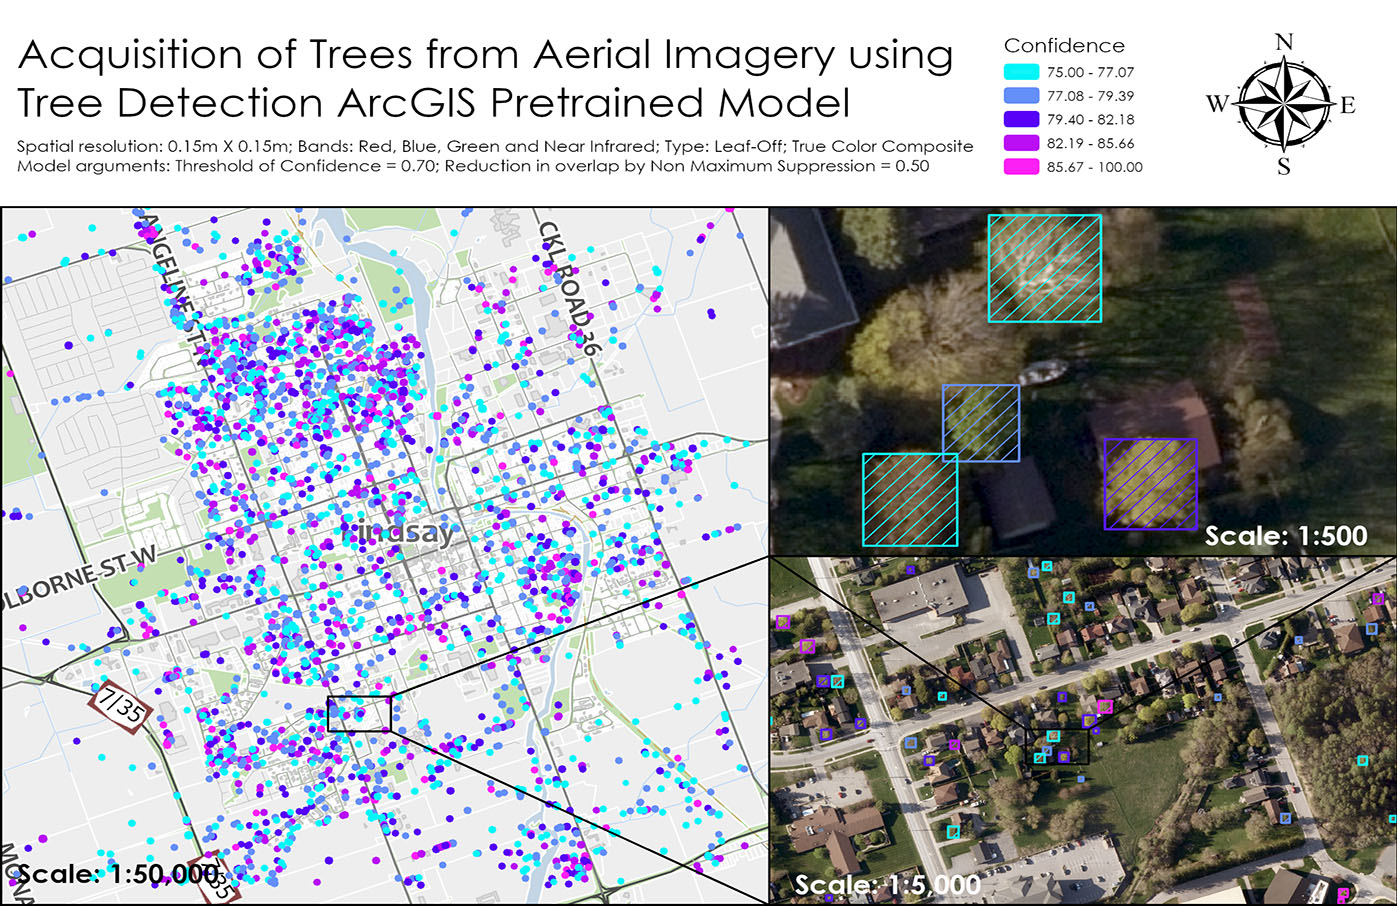 Acquisition of Trees from Aerial Imagery using
Tree Detection ArcGIS Pretrained Model
Spatial resolution: 0.15m X 0.15m; Bands: Red, Blue, Green and Near Infrared; Type: Leaf-Off; True Color Composite
Model arguments: Threshold of Confidence = 0.70; Reduction in overlap by Non Maximum Suppression = 0.50
Confidence
75.00 - 77.07
77.08 - 79.39
79.40 - 82.18
82.19 - 85.66
85.67 - 100.00
N
W
E
S
ANGELINE ST N
CKL ROAD 36
Lindsay
OLBORNE ST W
7/35
Scale: 1:50,000
35
MONA
Scale: 1:500
Scale: 1:5,000